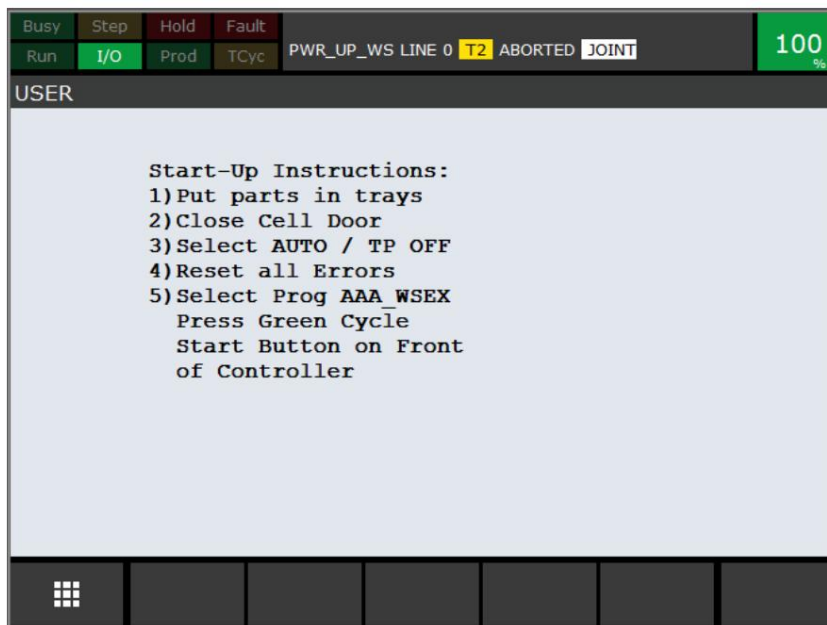 Busy Step Hold Fault
Run I/O Prod TCyc PWR_UP_WS LINE 0 T2 ABORTED JOINT 100 %
USER
Start-Up Instructions:
1)Put parts in trays
2)Close Cell Door
3)Select AUTO / TP OFF
4)Reset all Errors
5)Select Prog AAA_WSEX
Press Green Cycle
Start Button on Front
of Controller